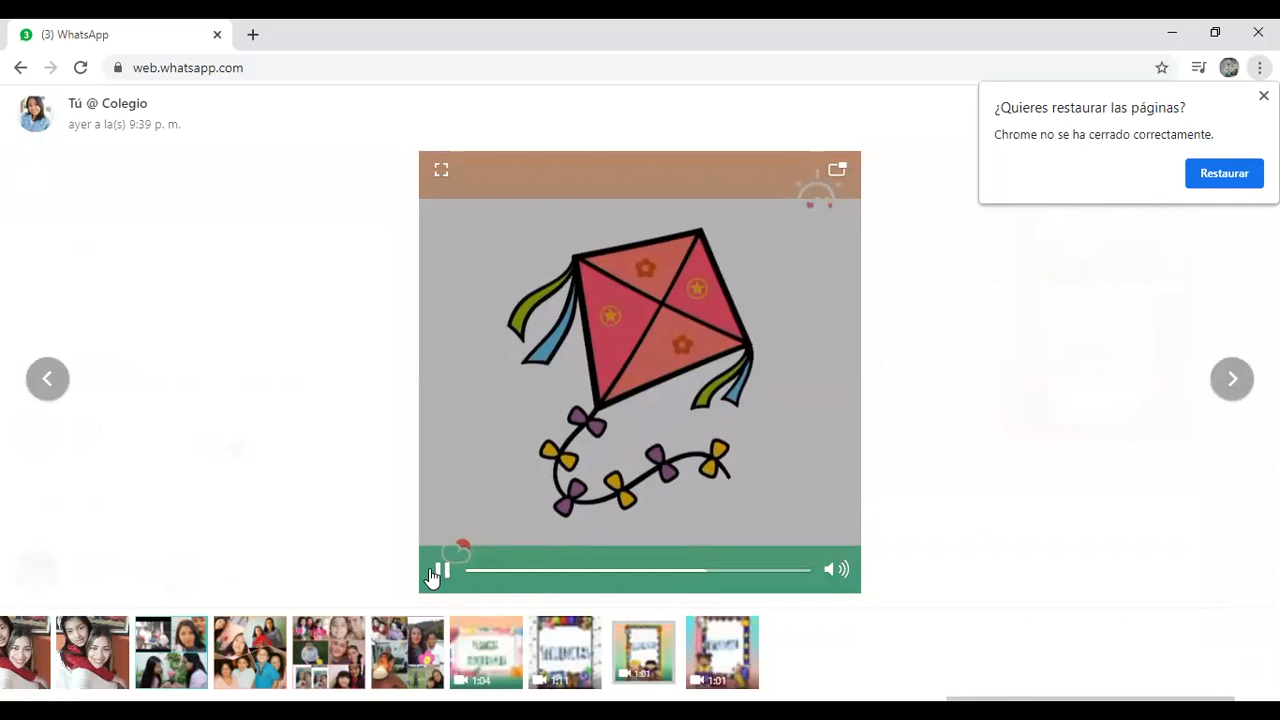 (3) WhatsApp
web.whatsapp.com
Tú @ Colegio
ayer a la(s) 9:39 p. m.
¿Quieres restaurar las páginas?
Chrome no se ha cerrado correctamente.
Restaurar
1:04
1:11
1:01
1:01